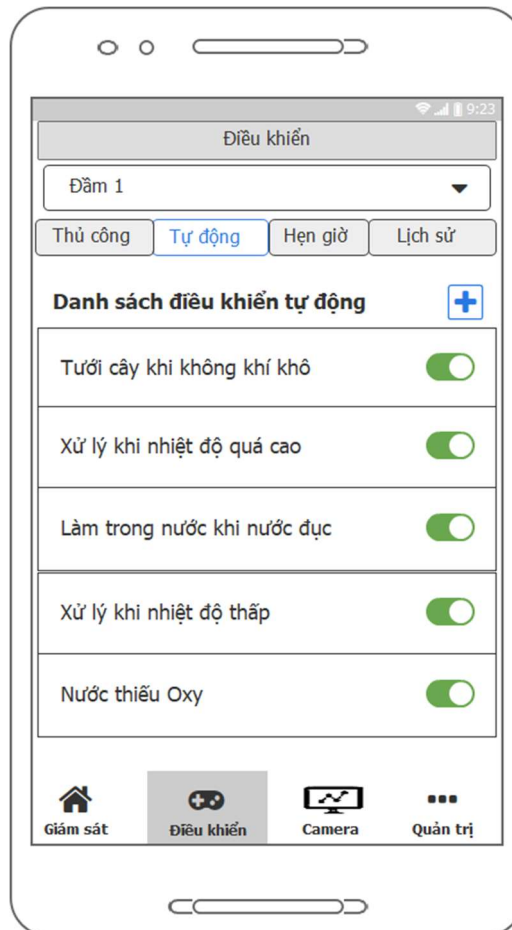 9:23
Điều khiển
Đầm 1
Thủ công Tự động Hẹn giờ Lịch sử
Danh sách điều khiển tự động
Tưới cây khi không khí khô
Xử lý khi nhiệt độ quá cao
Làm trong nước khi nước đục
Xử lý khi nhiệt độ thấp
Nước thiếu Oxy
Giám sát Điều khiển Camera Quản trị